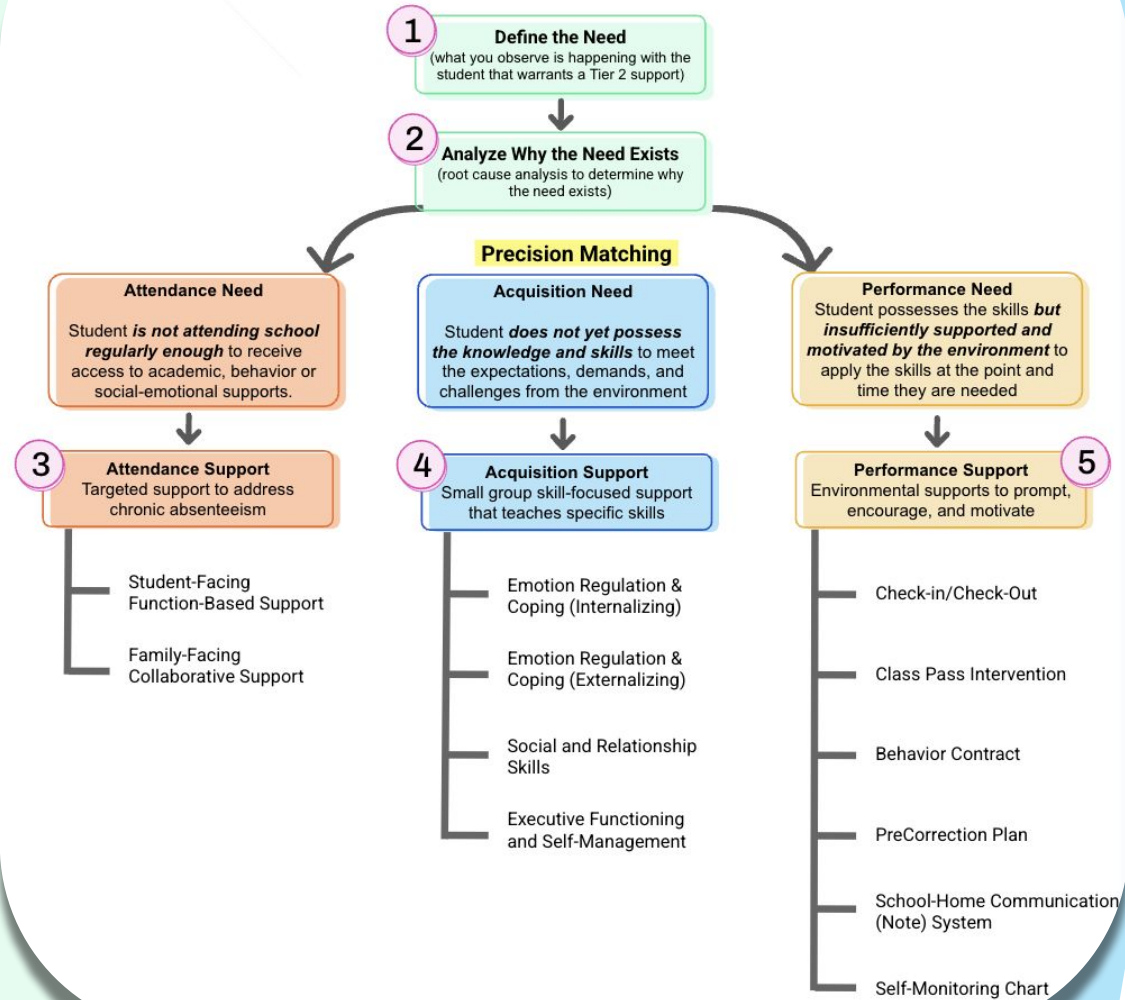 1
Define the Need
(what you observe is happening with the
student that warrants a Tier 2 support)
2
Analyze Why the Need Exists
(root cause analysis to determine why
the need exists)
Precision Matching
Attendance Need
Student is not attending school
regularly enough to receive
access to academic, behavior or
social-emotional supports.
Acquisition Need
Student does not yet possess
the knowledge and skills to meet
the expectations, demands, and
challenges from the environment
Performance Need
Student possesses the skills but
insufficiently supported and
motivated by the environment to
apply the skills at the point and
time they are needed
3
Attendance Support
Targeted support to address
chronic absenteeism
Student-Facing
Function-Based Support
Family-Facing
Collaborative Support
4
Acquisition Support
Small group skill-focused support
that teaches specific skills
Emotion Regulation &
Coping (Internalizing)
Emotion Regulation &
Coping (Externalizing)
Social and Relationship
Skills
Executive Functioning
and Self-Management
5
Performance Support
Environmental supports to prompt,
encourage, and motivate
Check-in/Check-Out
Class Pass Intervention
Behavior Contract
PreCorrection Plan
School-Home Communication
(Note) System
Self-Monitoring Chart